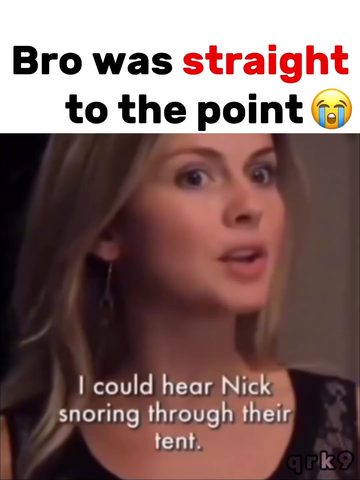 Bro was straight
to the point 😭
I could hear Nick
snoring through their
tent.
qrk9